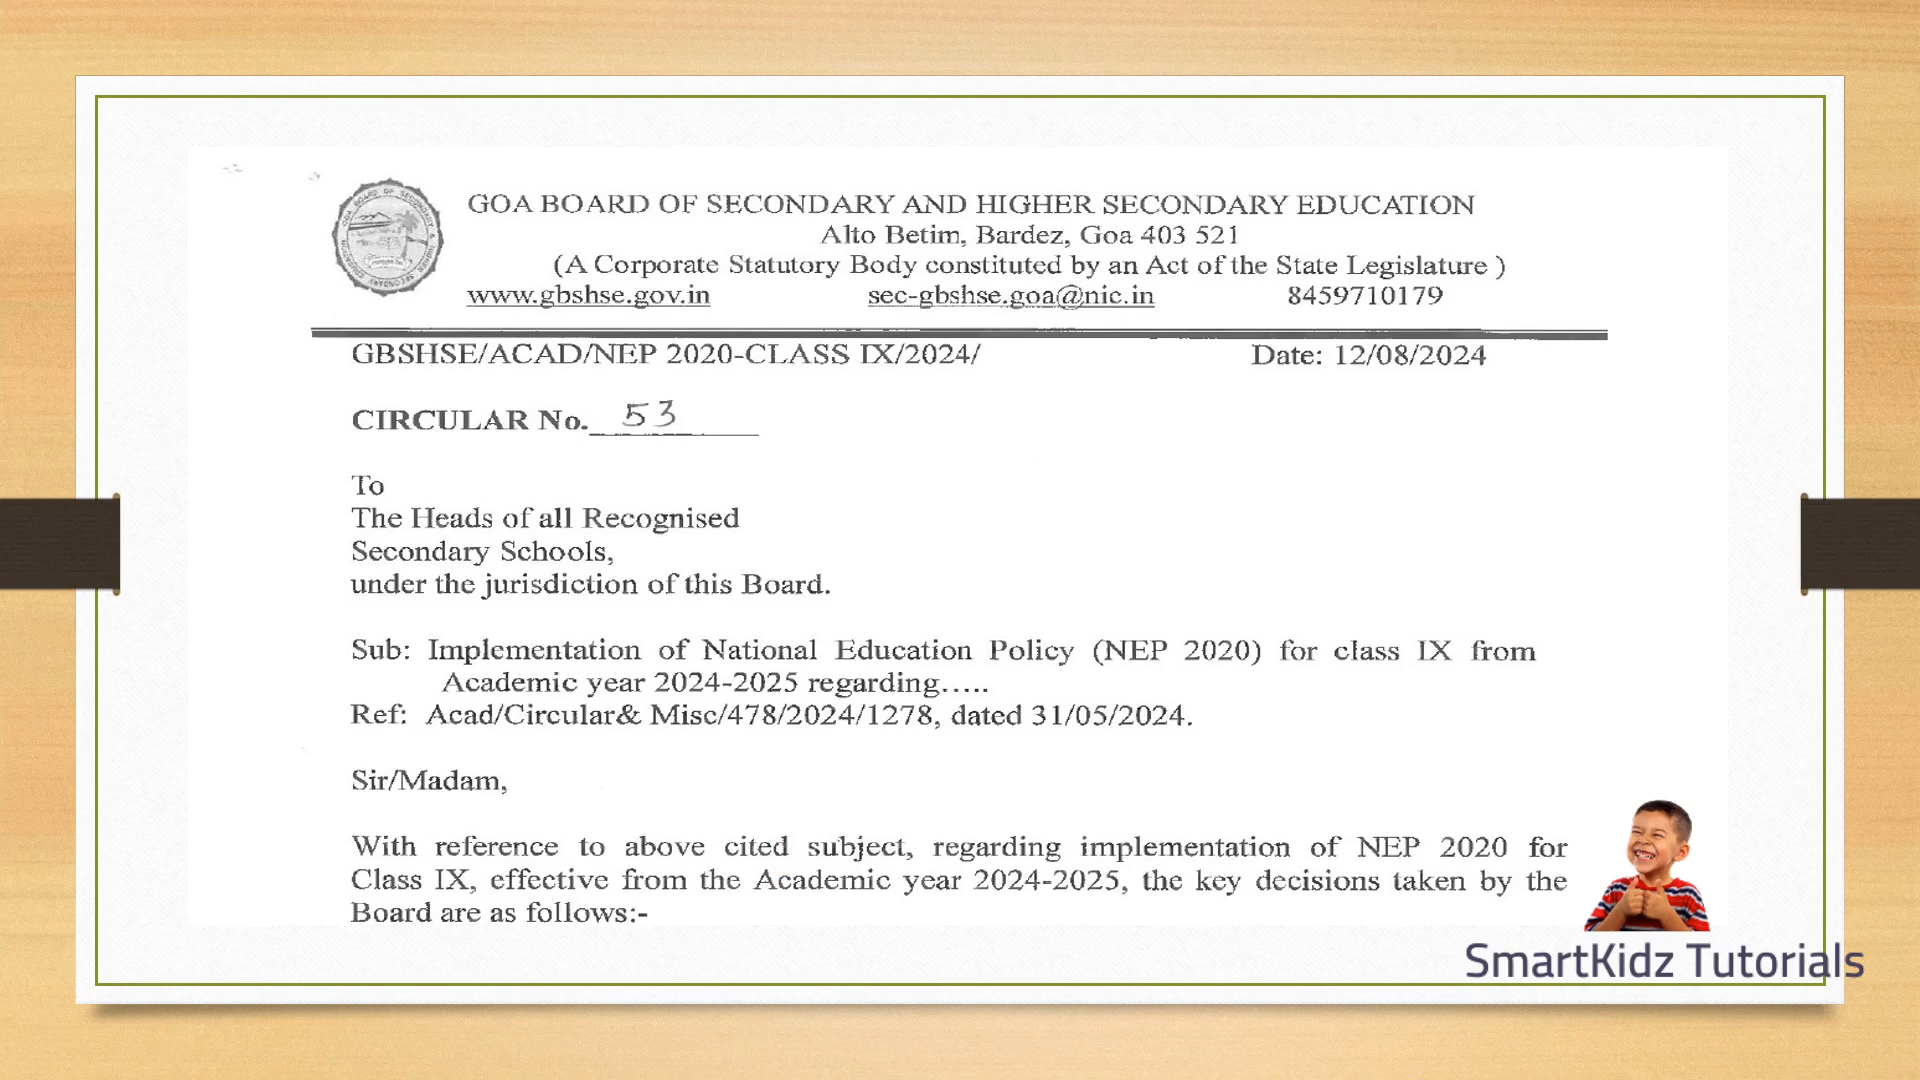 GOA BOARD OF SECONDARY AND HIGHER SECONDARY EDUCATION
Alto Betim, Bardez, Goa 403 521
(A Corporate Statutory Body constituted by an Act of the State Legislature )
www.gbshse.gov.in sec-gbshse.goa@nic.in 8459710179
GBSHSE/ACAD/NEP 2020-CLASS IX/2024/ Date: 12/08/2024
CIRCULAR No. 53
To
The Heads of all Recognised
Secondary Schools,
under the jurisdiction of this Board.
Sub: Implementation of National Education Policy (NEP 2020) for class IX from
Academic year 2024-2025 regarding.....
Ref: Acad/Circular& Misc/478/2024/1278, dated 31/05/2024.
Sir/Madam,
With reference to above cited subject, regarding implementation of NEP 2020 for
Class IX, effective from the Academic year 2024-2025, the key decisions taken by the
Board are as follows:-
SmartKidz Tutorials